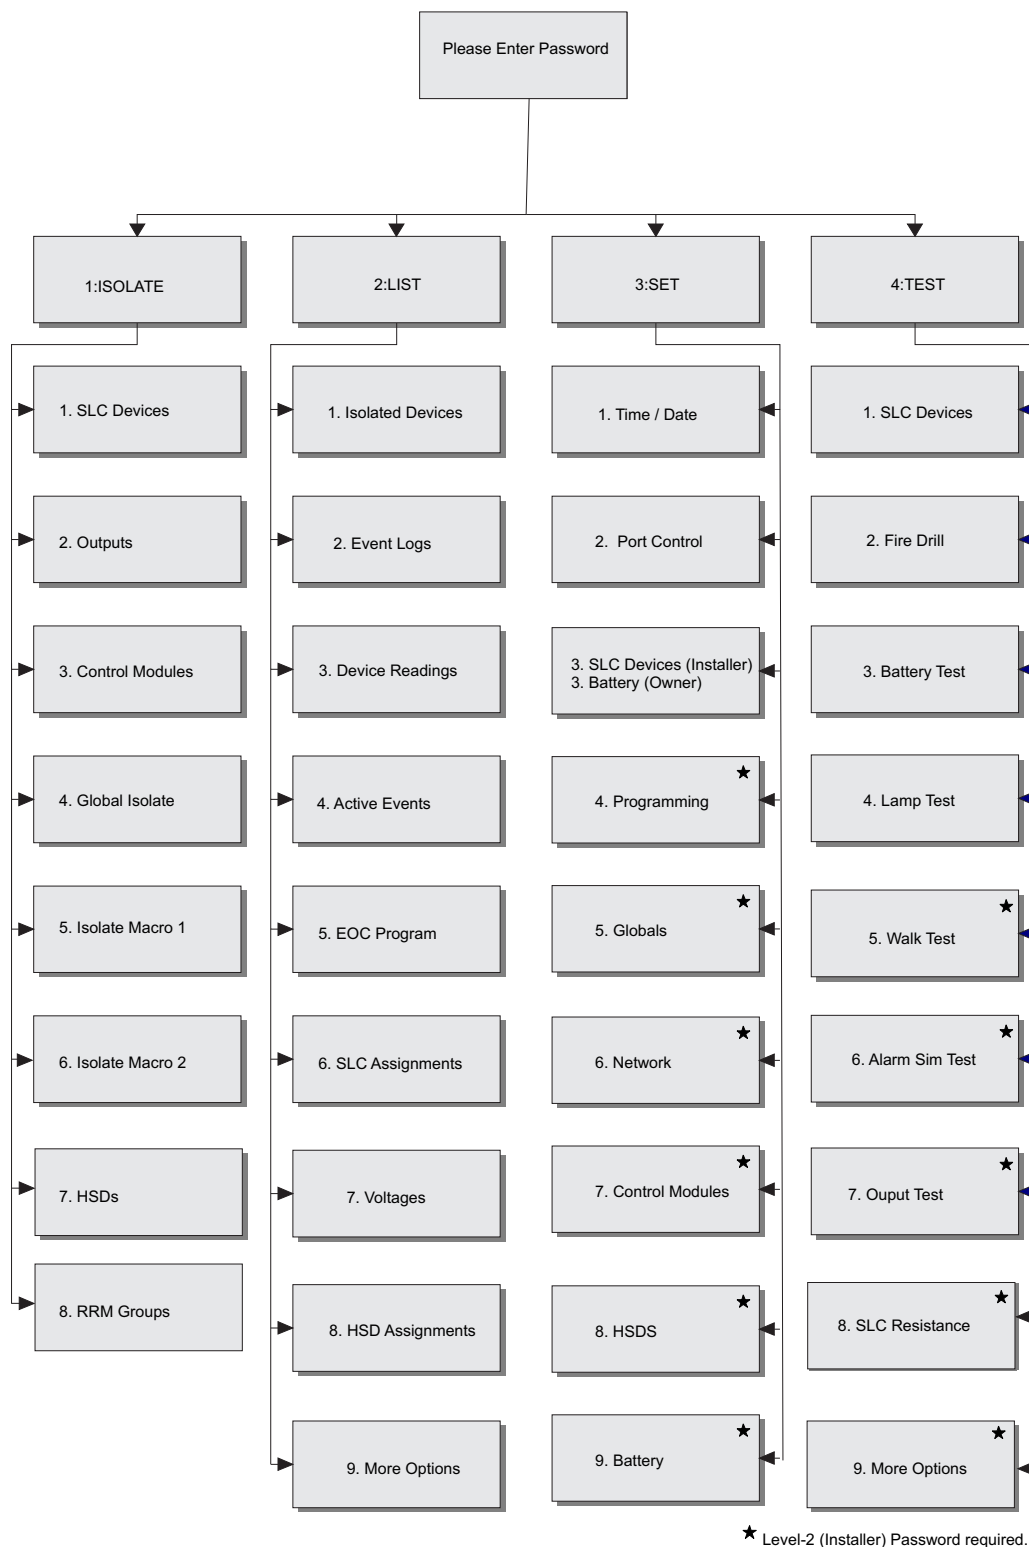 Please Enter Password
1:ISOLATE
1. SLC Devices
2. Outputs
3. Control Modules
4. Global Isolate
5. Isolate Macro 1
6. Isolate Macro 2
7. HSDs
8. RRM Groups
2:LIST
1. Isolated Devices
2. Event Logs
3. Device Readings
4. Active Events
5. EOC Program
6. SLC Assignments
7. Voltages
8. HSD Assignments
9. More Options
3:SET
1. Time / Date
2. Port Control
3. SLC Devices (Installer)
3. Battery (Owner)
★
4. Programming
★
5. Globals
★
6. Network
★
7. Control Modules
★
8. HSDS
★
9. Battery
4:TEST
1. SLC Devices
2. Fire Drill
3. Battery Test
4. Lamp Test
★
5. Walk Test
★
6. Alarm Sim Test
★
7. Ouput Test
★
8. SLC Resistance
★
9. More Options
★ Level-2 (Installer) Password required.